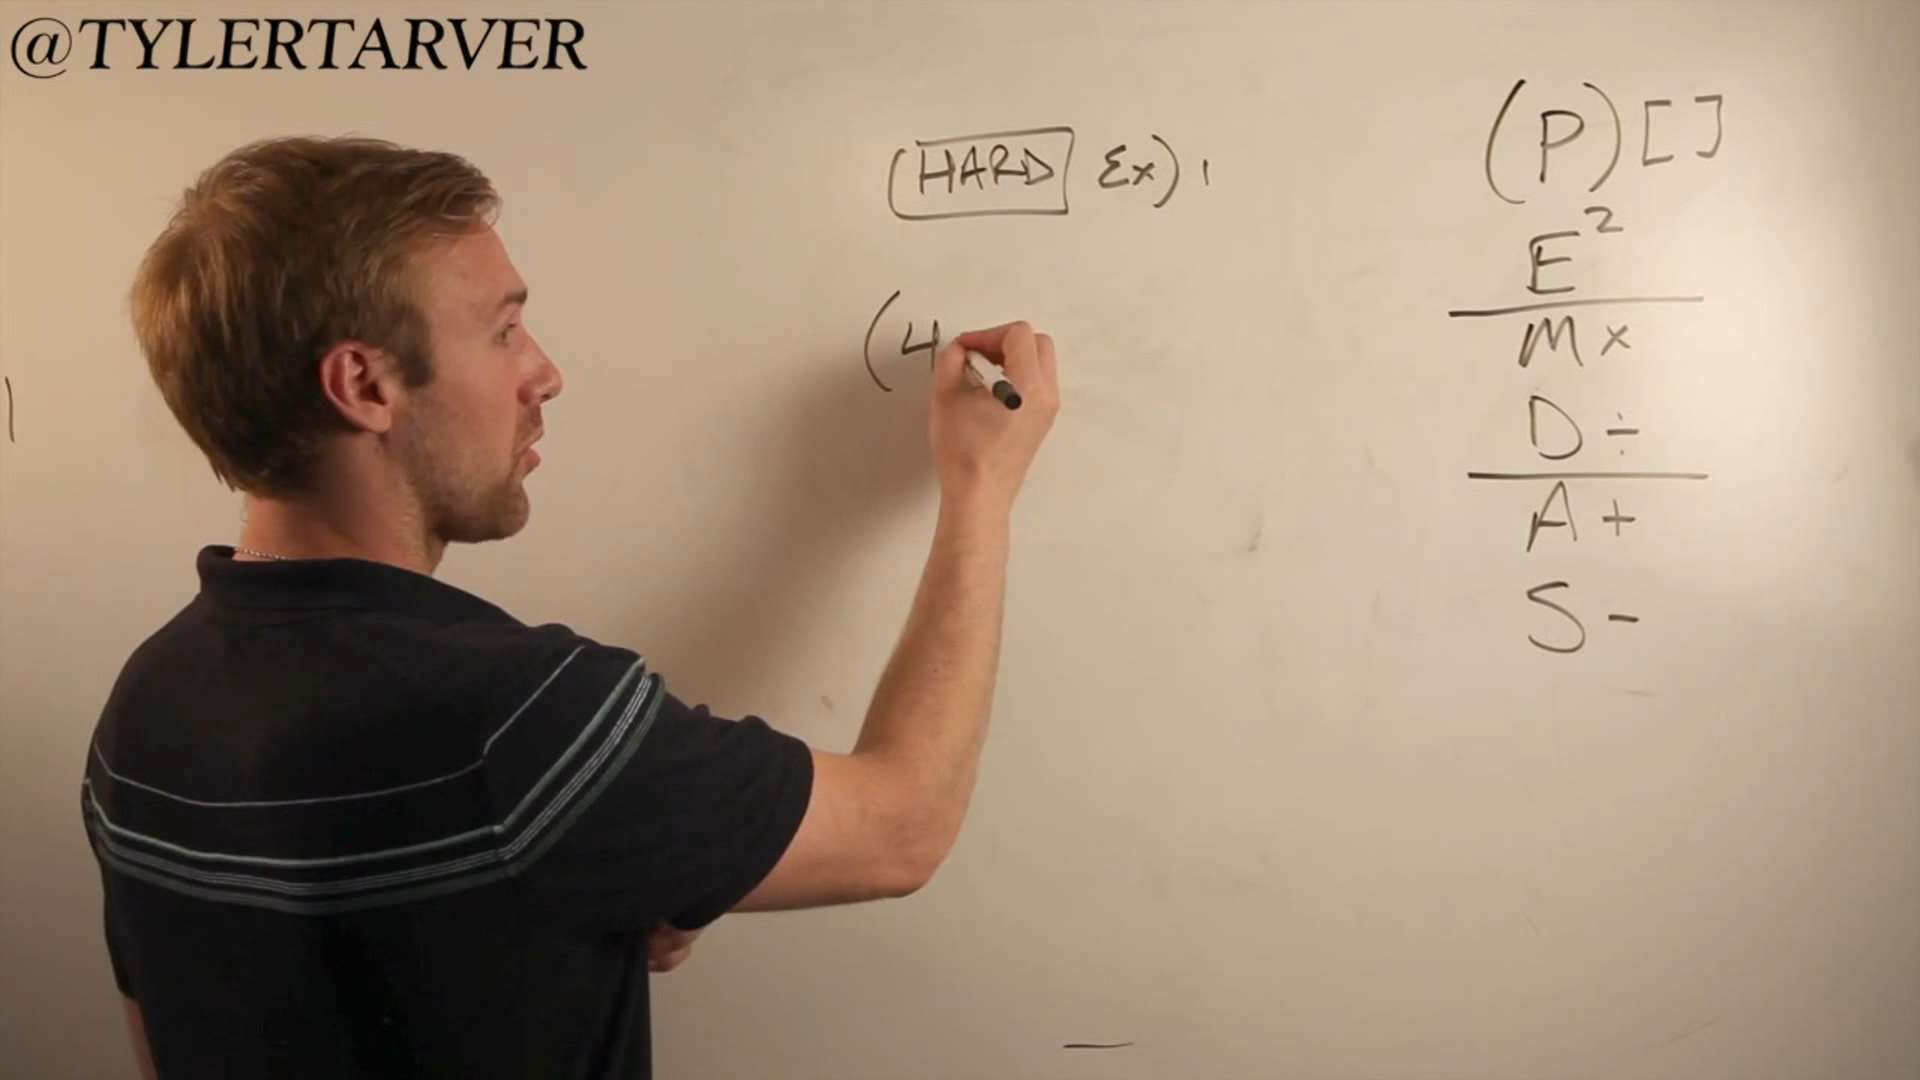 @TYLERTARVER
(HARD Ex) 1
(4
(P) [ ]
E²
M ×
D ÷
A +
S -